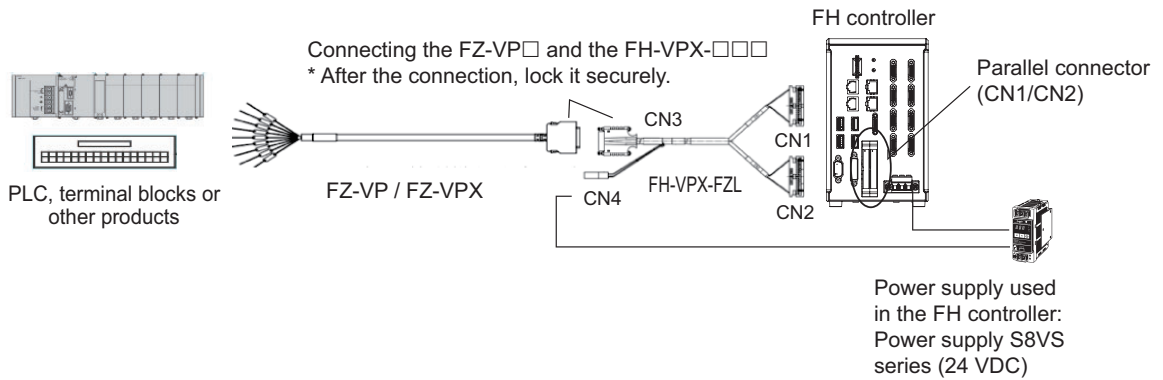 FH controller
Connecting the FZ-VP□ and the FH-VPX-□□□
* After the connection, lock it securely.
Parallel connector
(CN1/CN2)
CN3
CN1
PLC, terminal blocks or
other products
FZ-VP / FZ-VPX
CN4
FH-VPX-FZL
CN2
Power supply used
in the FH controller:
Power supply S8VS
series (24 VDC)